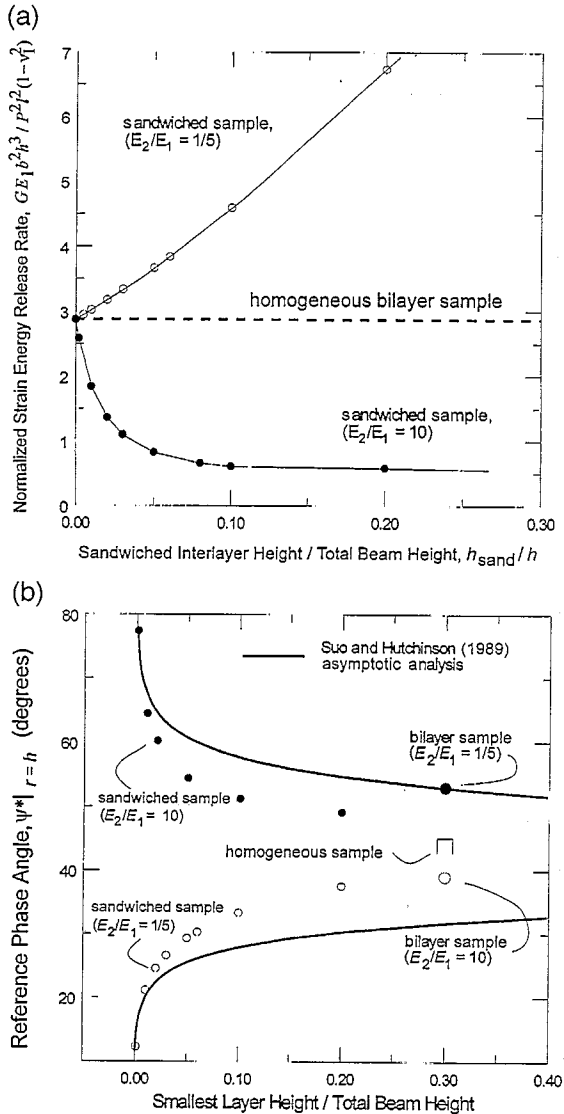 (a)
Normalized Strain Energy Release Rate, GE₁b²h³ / P²l²(1-ν₁²)
7
6
5
4
3
2
1
0
sandwiched sample,
(E₂/E₁ = 1/5)
homogeneous bilayer sample
sandwiched sample,
(E₂/E₁ = 10)
0.00
0.10
0.20
0.30
Sandwiched Interlayer Height / Total Beam Height, h_sand / h
(b)
Reference Phase Angle, Ψ*| r = h (degrees)
80
60
40
20
Suo and Hutchinson (1989)
asymptotic analysis
bilayer sample
(E₂/E₁ = 1/5)
sandwiched sample
(E₂/E₁ = 10)
homogeneous sample
sandwiched sample
(E₂/E₁ = 1/5)
bilayer sample
(E₂/E₁ = 10)
0.00
0.10
0.20
0.30
0.40
Smallest Layer Height / Total Beam Height